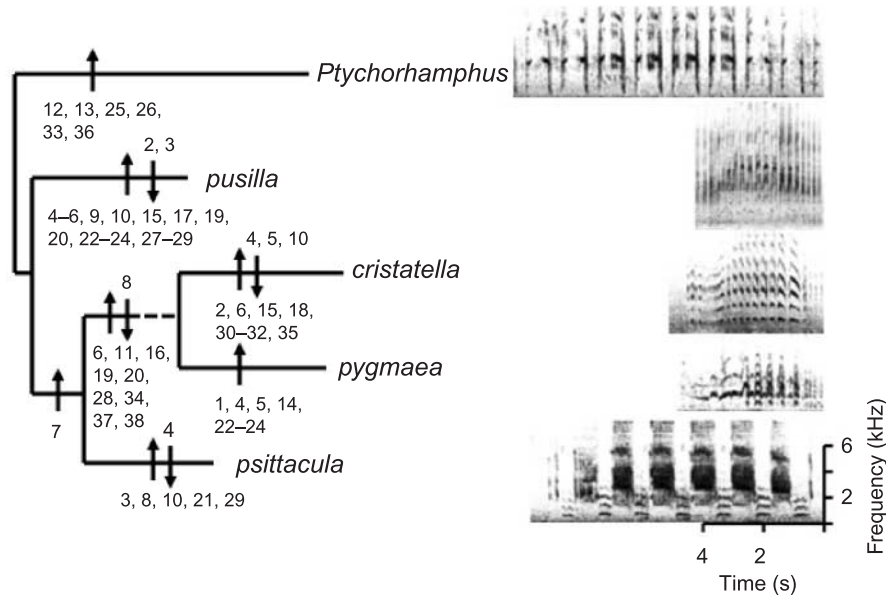 Ptychorhamphus
12, 13, 25, 26,
33, 36
2, 3
pusilla
4–6, 9, 10, 15, 17, 19,
20, 22–24, 27–29
4, 5, 10
cristatella
8
2, 6, 15, 18,
30–32, 35
6, 11, 16,
19, 20,
28, 34,
37, 38
pygmaea
1, 4, 5, 14,
22–24
7
4
psittacula
3, 8, 10, 21, 29
6
2
Frequency (kHz)
4 2
Time (s)